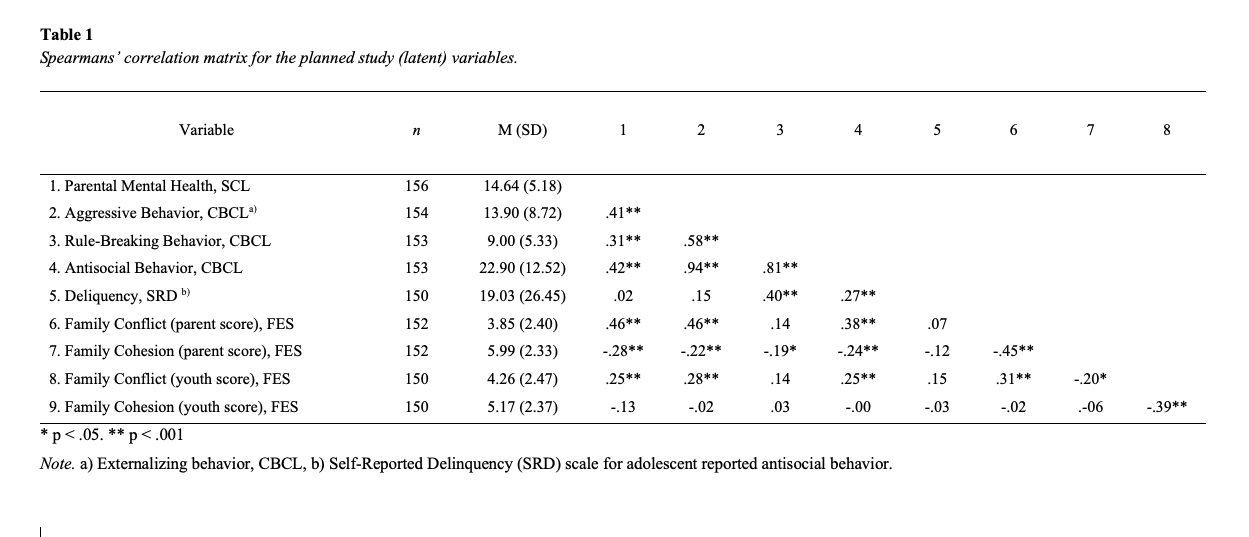 Table 1
Spearmans’ correlation matrix for the planned study (latent) variables.
Variable n M (SD) 1 2 3 4 5 6 7 8
1. Parental Mental Health, SCL 156 14.64 (5.18)
2. Aggressive Behavior, CBCLa) 154 13.90 (8.72) .41**
3. Rule-Breaking Behavior, CBCL 153 9.00 (5.33) .31** .58**
4. Antisocial Behavior, CBCL 153 22.90 (12.52) .42** .94** .81**
5. Deliquency, SRD b) 150 19.03 (26.45) .02 .15 .40** .27**
6. Family Conflict (parent score), FES 152 3.85 (2.40) .46** .46** .14 .38** .07
7. Family Cohesion (parent score), FES 152 5.99 (2.33) -.28** -.22** -.19* -.24** -.12 -.45**
8. Family Conflict (youth score), FES 150 4.26 (2.47) .25** .28** .14 .25** .15 .31** -.20*
9. Family Cohesion (youth score), FES 150 5.17 (2.37) -.13 -.02 .03 -.00 -.03 -.02 .-06 -.39**
* p < .05. ** p < .001
Note. a) Externalizing behavior, CBCL, b) Self-Reported Delinquency (SRD) scale for adolescent reported antisocial behavior.